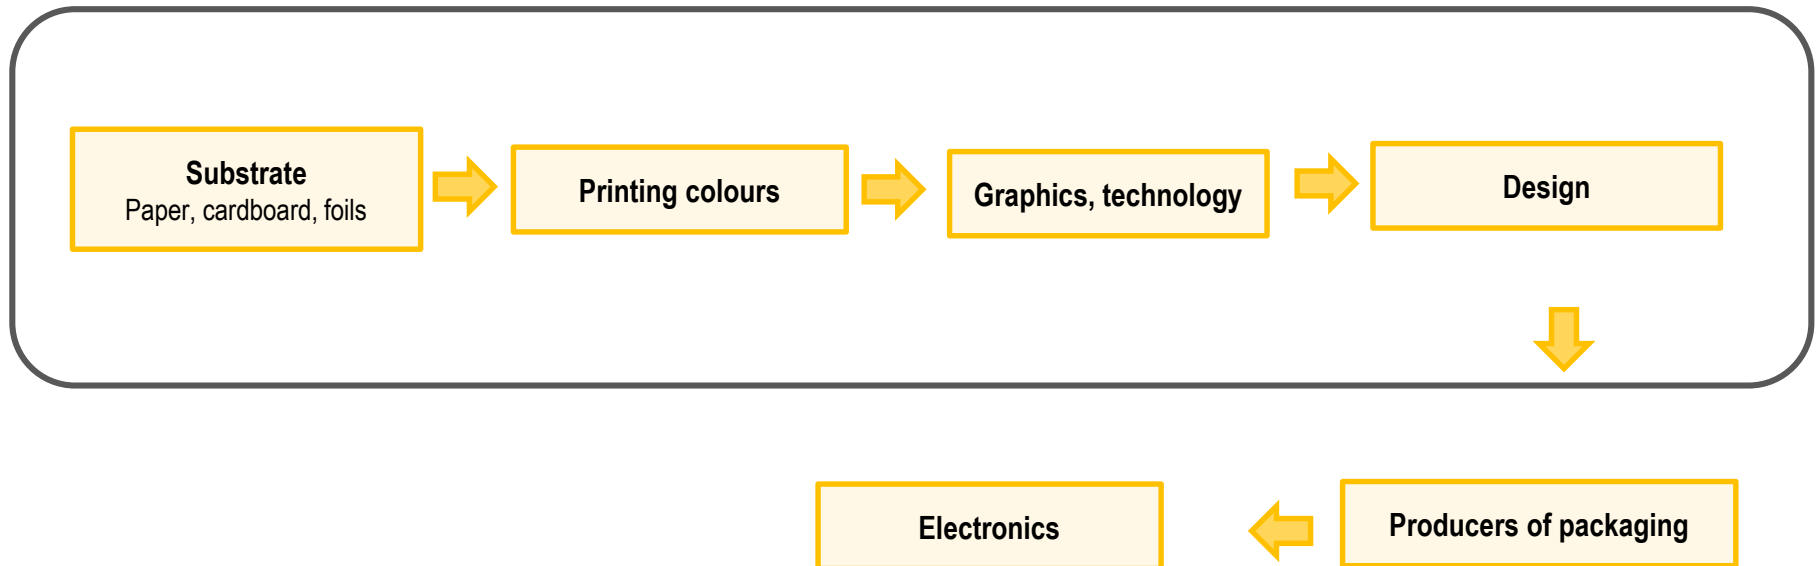 Substrate
Paper, cardboard, foils
Printing colours
Graphics, technology
Design
Electronics
Producers of packaging